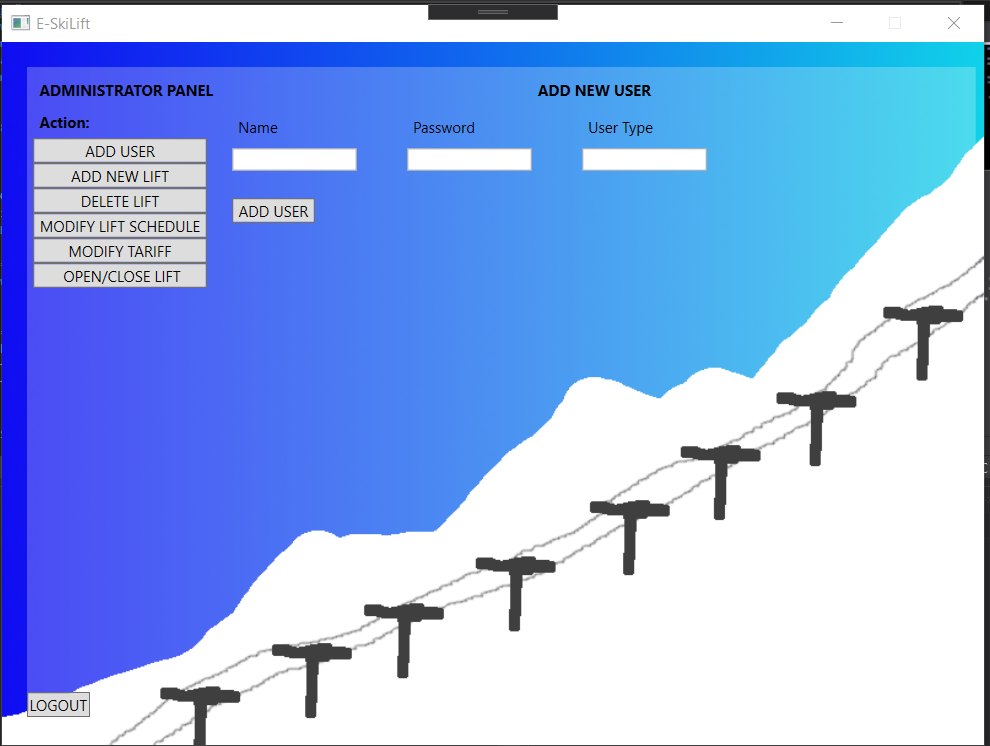 E-SkiLift
ADMINISTRATOR PANEL
ADD NEW USER
Action:
Name
Password
User Type
ADD USER
ADD NEW LIFT
DELETE LIFT
MODIFY LIFT SCHEDULE
MODIFY TARIFF
OPEN/CLOSE LIFT
ADD USER
LOGOUT